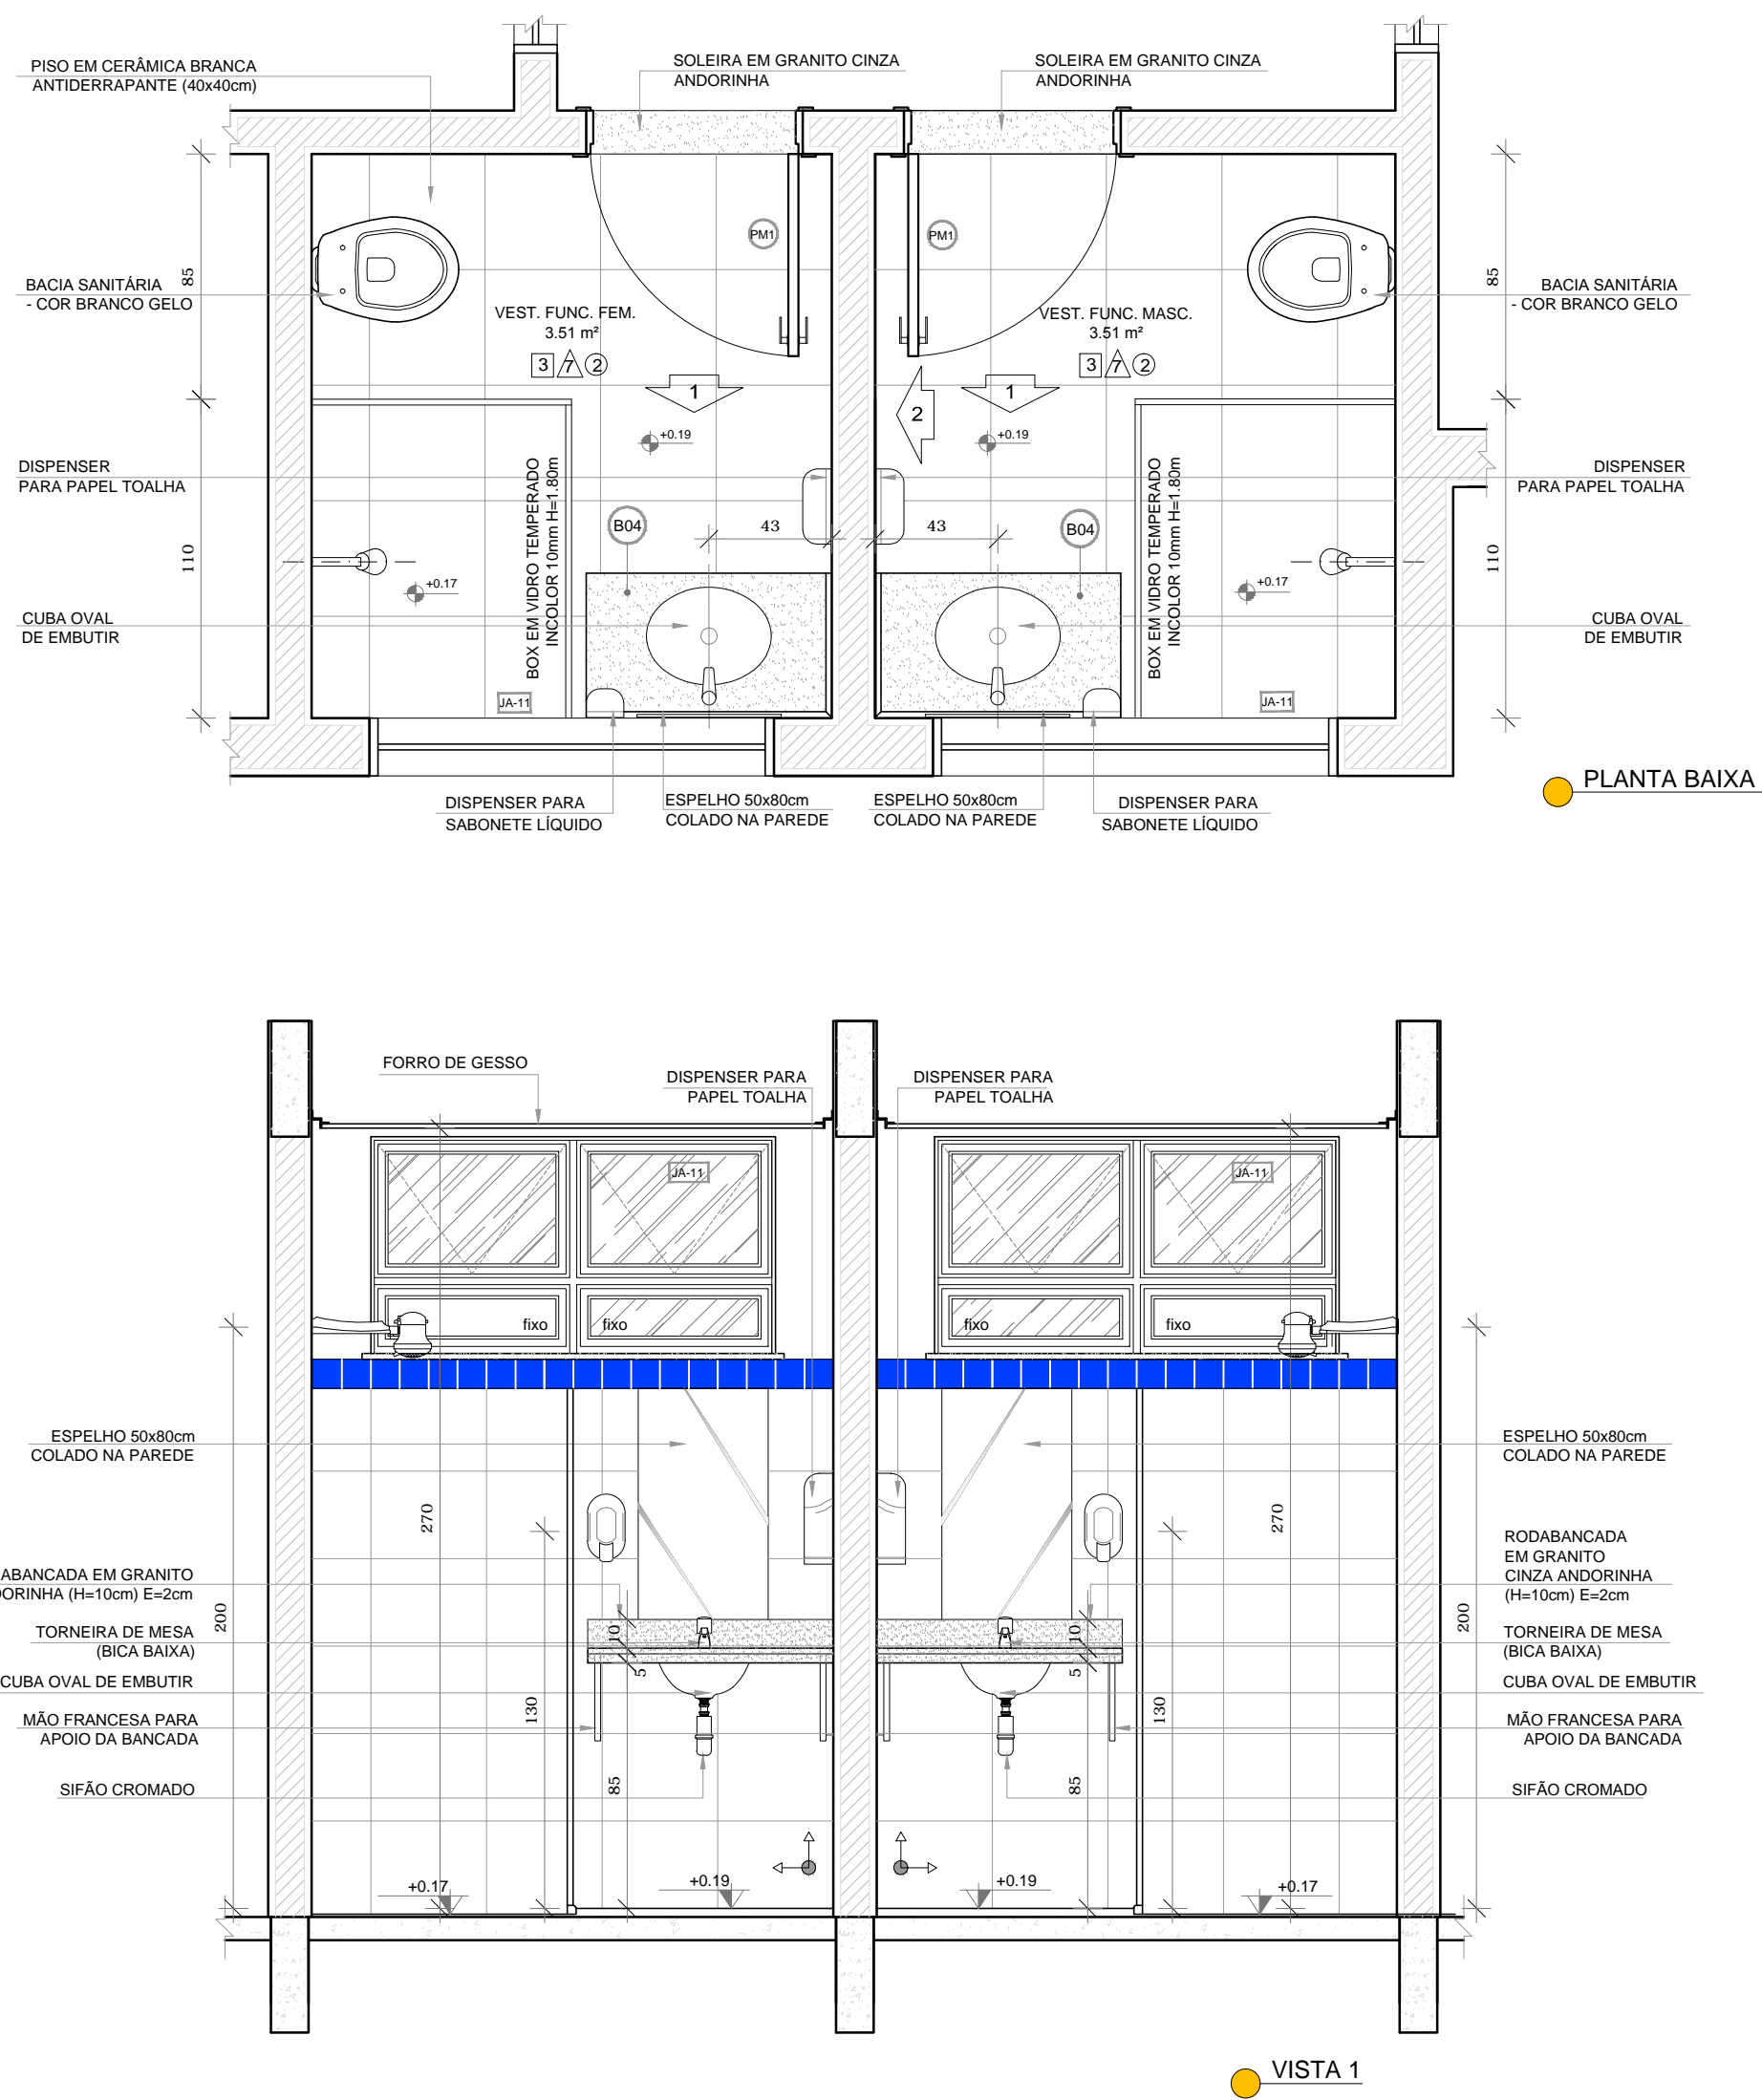 PISO EM CERÂMICA BRANCA
ANTIDERRAPANTE (40x40cm)
SOLEIRA EM GRANITO CINZA
ANDORINHA
SOLEIRA EM GRANITO CINZA
ANDORINHA
PM1
PM1
BACIA SANITÁRIA
- COR BRANCO GELO
85
VEST. FUNC. FEM.
3.51 m²
3 7 2
1
VEST. FUNC. MASC.
3.51 m²
3 7 2
1
2
85
BACIA SANITÁRIA
- COR BRANCO GELO
+0.19
+0.19
DISPENSER
PARA PAPEL TOALHA
DISPENSER
PARA PAPEL TOALHA
BOX EM VIDRO TEMPERADO
INCOLOR 10mm H=1.80m
BOX EM VIDRO TEMPERADO
INCOLOR 10mm H=1.80m
B04
43
43
B04
110
110
+0.17
+0.17
CUBA OVAL
DE EMBUTIR
CUBA OVAL
DE EMBUTIR
JA-11
JA-11
DISPENSER PARA
SABONETE LÍQUIDO
ESPELHO 50x80cm
COLADO NA PAREDE
ESPELHO 50x80cm
COLADO NA PAREDE
DISPENSER PARA
SABONETE LÍQUIDO
PLANTA BAIXA
FORRO DE GESSO
DISPENSER PARA
PAPEL TOALHA
DISPENSER PARA
PAPEL TOALHA
JA-11
JA-11
fixo
fixo
fixo
fixo
ESPELHO 50x80cm
COLADO NA PAREDE
ESPELHO 50x80cm
COLADO NA PAREDE
270
270
ABANCADA EM GRANITO
DORINHA (H=10cm) E=2cm
RODABANCADA
EM GRANITO
CINZA ANDORINHA
(H=10cm) E=2cm
200
200
10
10
TORNEIRA DE MESA
(BICA BAIXA)
TORNEIRA DE MESA
(BICA BAIXA)
5
5
CUBA OVAL DE EMBUTIR
CUBA OVAL DE EMBUTIR
130
130
MÃO FRANCESA PARA
APOIO DA BANCADA
MÃO FRANCESA PARA
APOIO DA BANCADA
85
85
SIFÃO CROMADO
SIFÃO CROMADO
+0.17
+0.19
+0.19
+0.17
VISTA 1